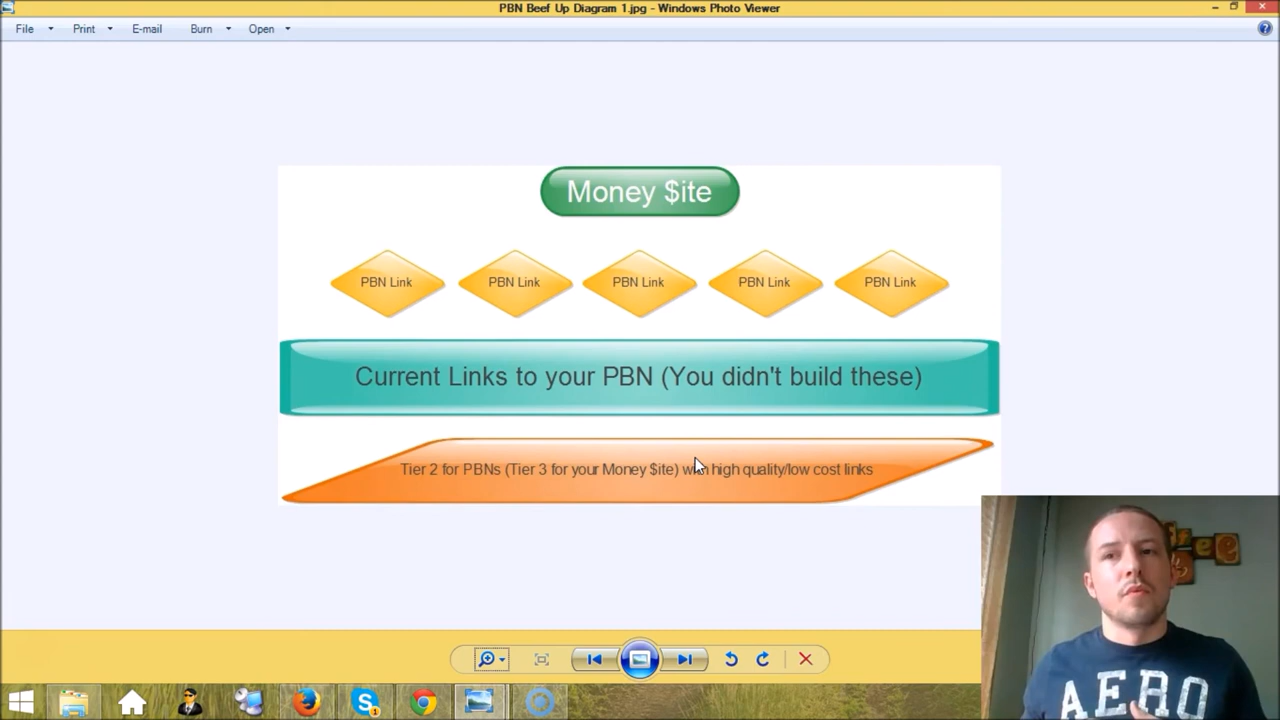 PBN Beef Up Diagram 1.jpg - Windows Photo Viewer
File Print E-mail Burn Open
Money $ite
PBN Link PBN Link PBN Link PBN Link PBN Link
Current Links to your PBN (You didn't build these)
Tier 2 for PBNs (Tier 3 for your Money $ite) with high quality/low cost links
AERO